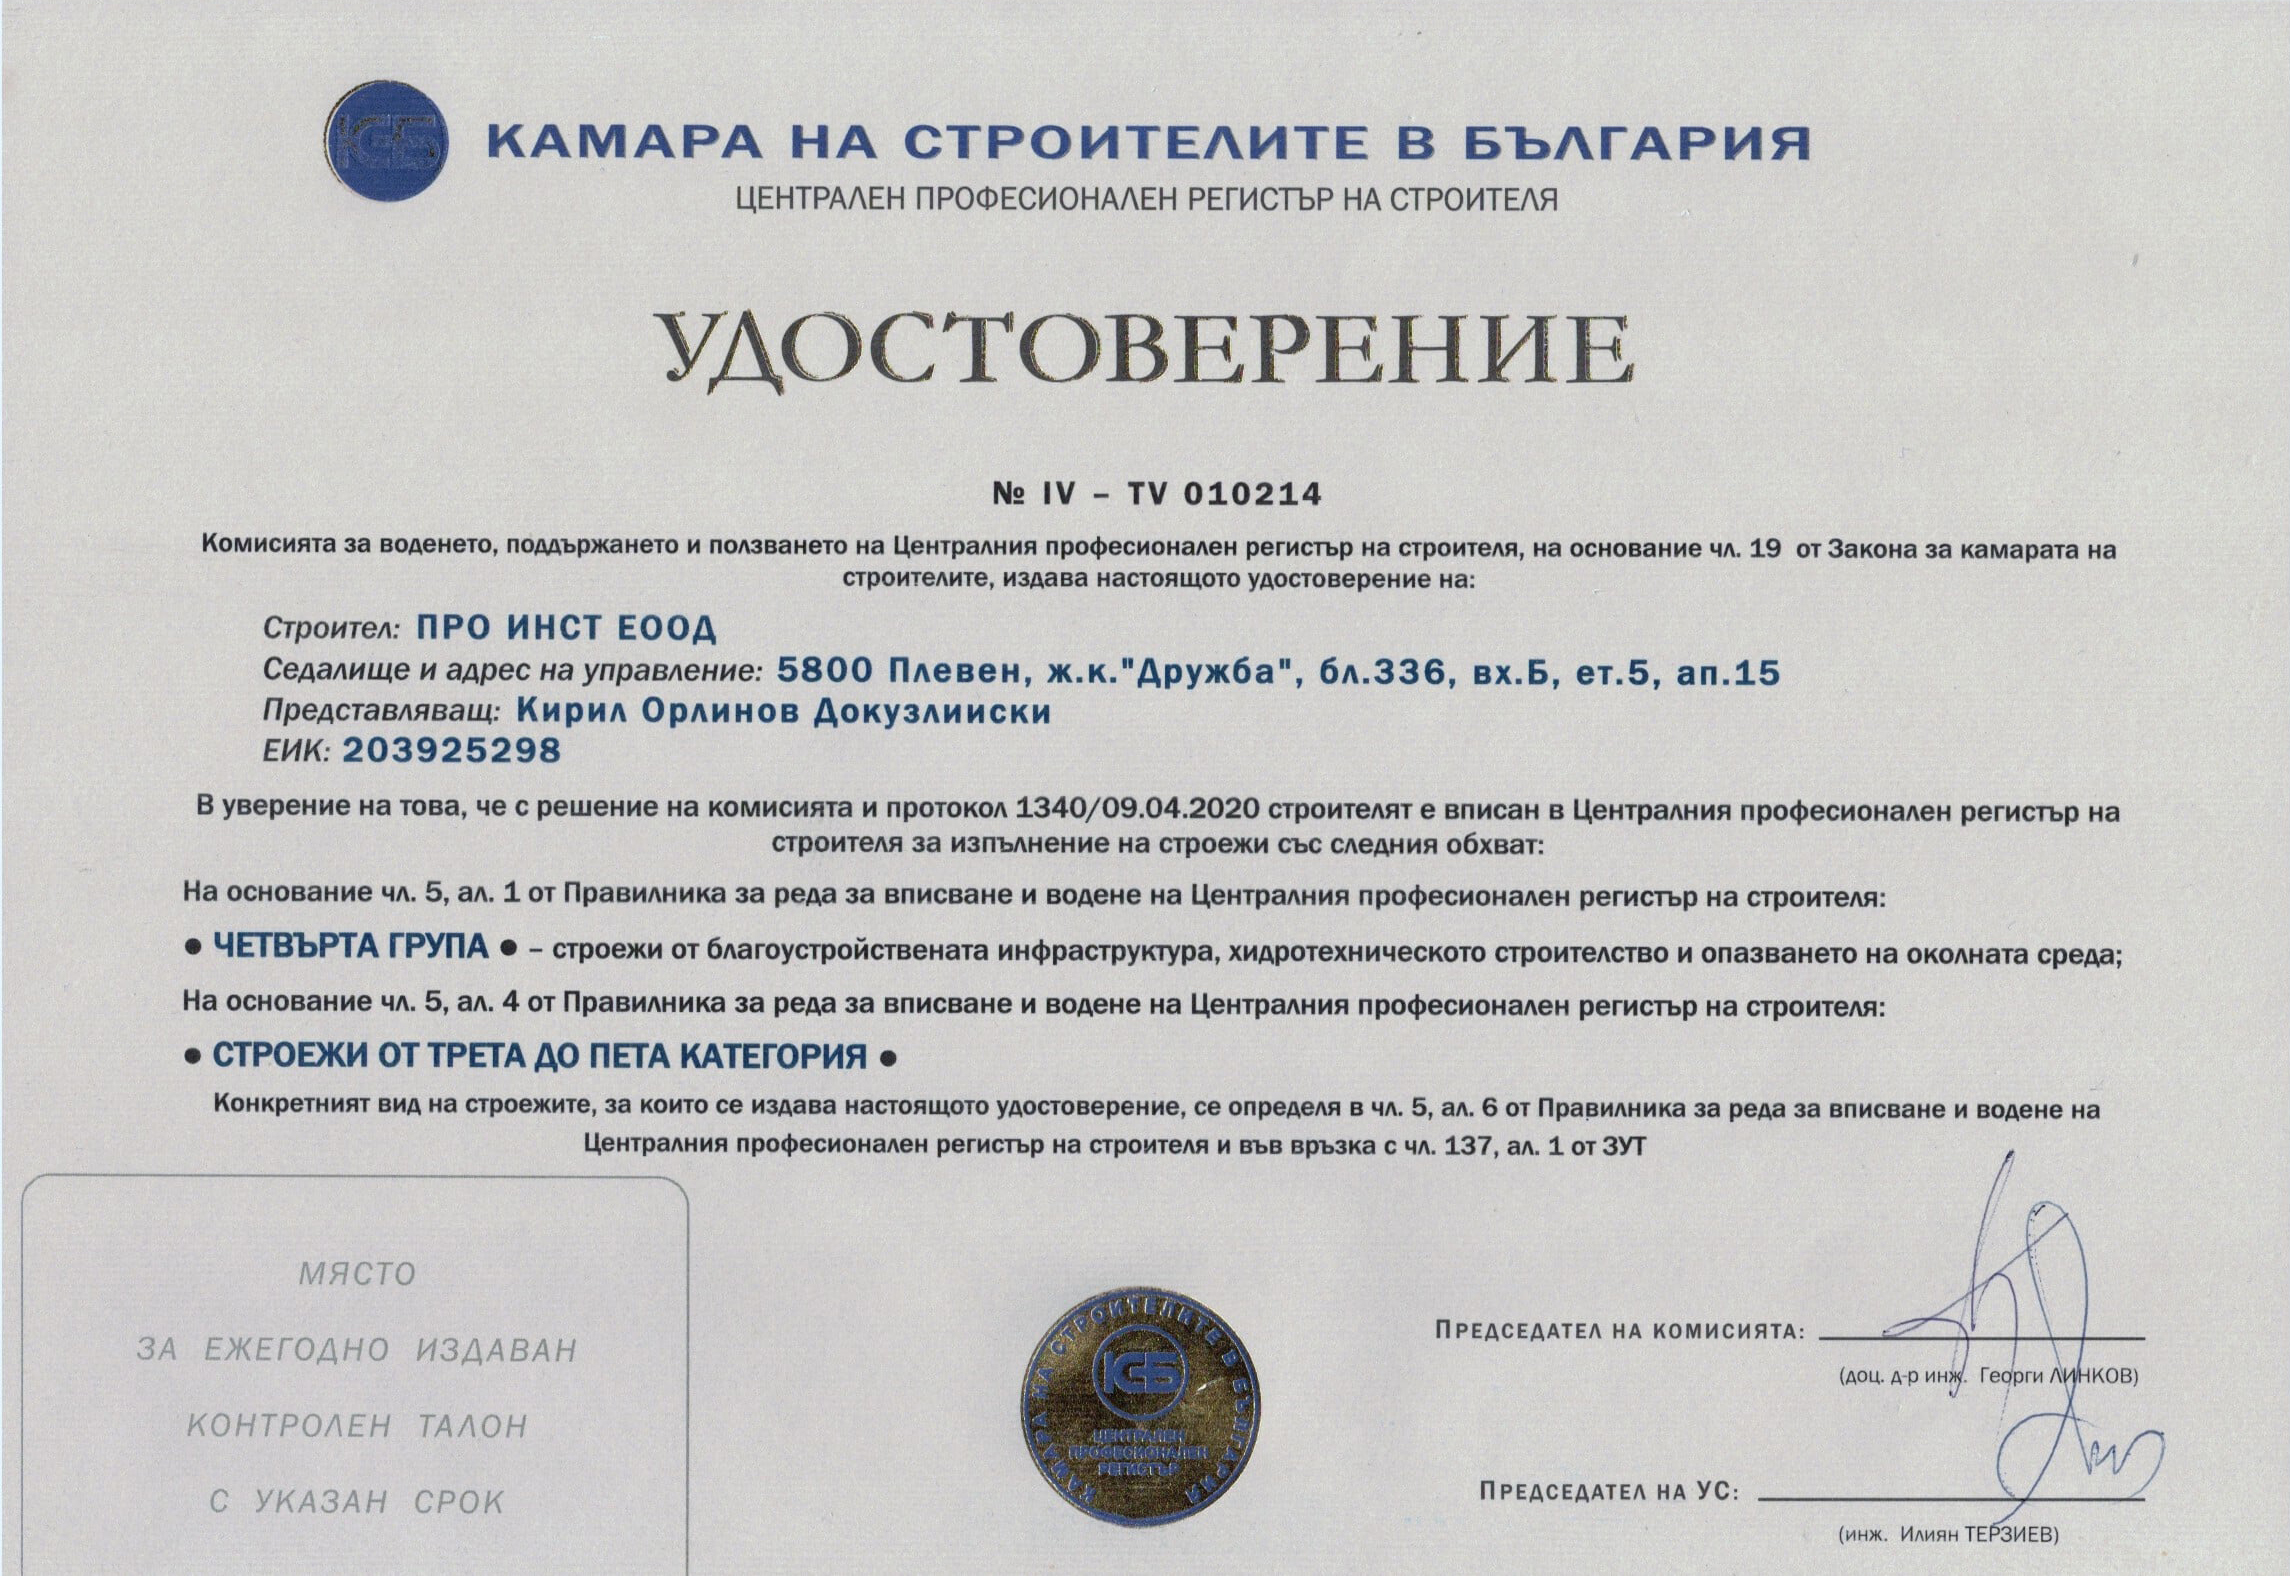 КСБ
КАМАРА НА СТРОИТЕЛИТЕ В БЪЛГАРИЯ
ЦЕНТРАЛЕН ПРОФЕСИОНАЛЕН РЕГИСТЪР НА СТРОИТЕЛЯ
УДОСТОВЕРЕНИЕ
№ IV – TV 010214
Комисията за воденето, поддържането и ползването на Централния професионален регистър на строителя, на основание чл. 19 от Закона за камарата на
строителите, издава настоящото удостоверение на:
Строител: ПРО ИНСТ ЕООД
Седалище и адрес на управление: 5800 Плевен, ж.к."Дружба", бл.336, вх.Б, ет.5, ап.15
Представляващ: Кирил Орлинов Докузлииски
ЕИК: 203925298
В уверение на това, че с решение на комисията и протокол 1340/09.04.2020 строителят е вписан в Централния професионален регистър на
строителя за изпълнение на строежи със следния обхват:
На основание чл. 5, ал. 1 от Правилника за реда за вписване и водене на Централния професионален регистър на строителя:
● ЧЕТВЪРТА ГРУПА ● – строежи от благоустройствената инфраструктура, хидротехническото строителство и опазването на околната среда;
На основание чл. 5, ал. 4 от Правилника за реда за вписване и водене на Централния професионален регистър на строителя:
● СТРОЕЖИ ОТ ТРЕТА ДО ПЕТА КАТЕГОРИЯ ●
Конкретният вид на строежите, за които се издава настоящото удостоверение, се определя в чл. 5, ал. 6 от Правилника за реда за вписване и водене на
Централния професионален регистър на строителя и във връзка с чл. 137, ал. 1 от ЗУТ
МЯСТО
ЗА ЕЖЕГОДНО ИЗДАВАН
КОНТРОЛЕН ТАЛОН
С УКАЗАН СРОК
КАМАРА НА СТРОИТЕЛИТЕ В БЪЛГАРИЯ
КСБ
ЦЕНТРАЛЕН
ПРОФЕСИОНАЛЕН
РЕГИСТЪР
ПРЕДСЕДАТЕЛ НА КОМИСИЯТА:
(доц. д-р инж. Георги ЛИНКОВ)
ПРЕДСЕДАТЕЛ НА УС:
(инж. Илиян ТЕРЗИЕВ)